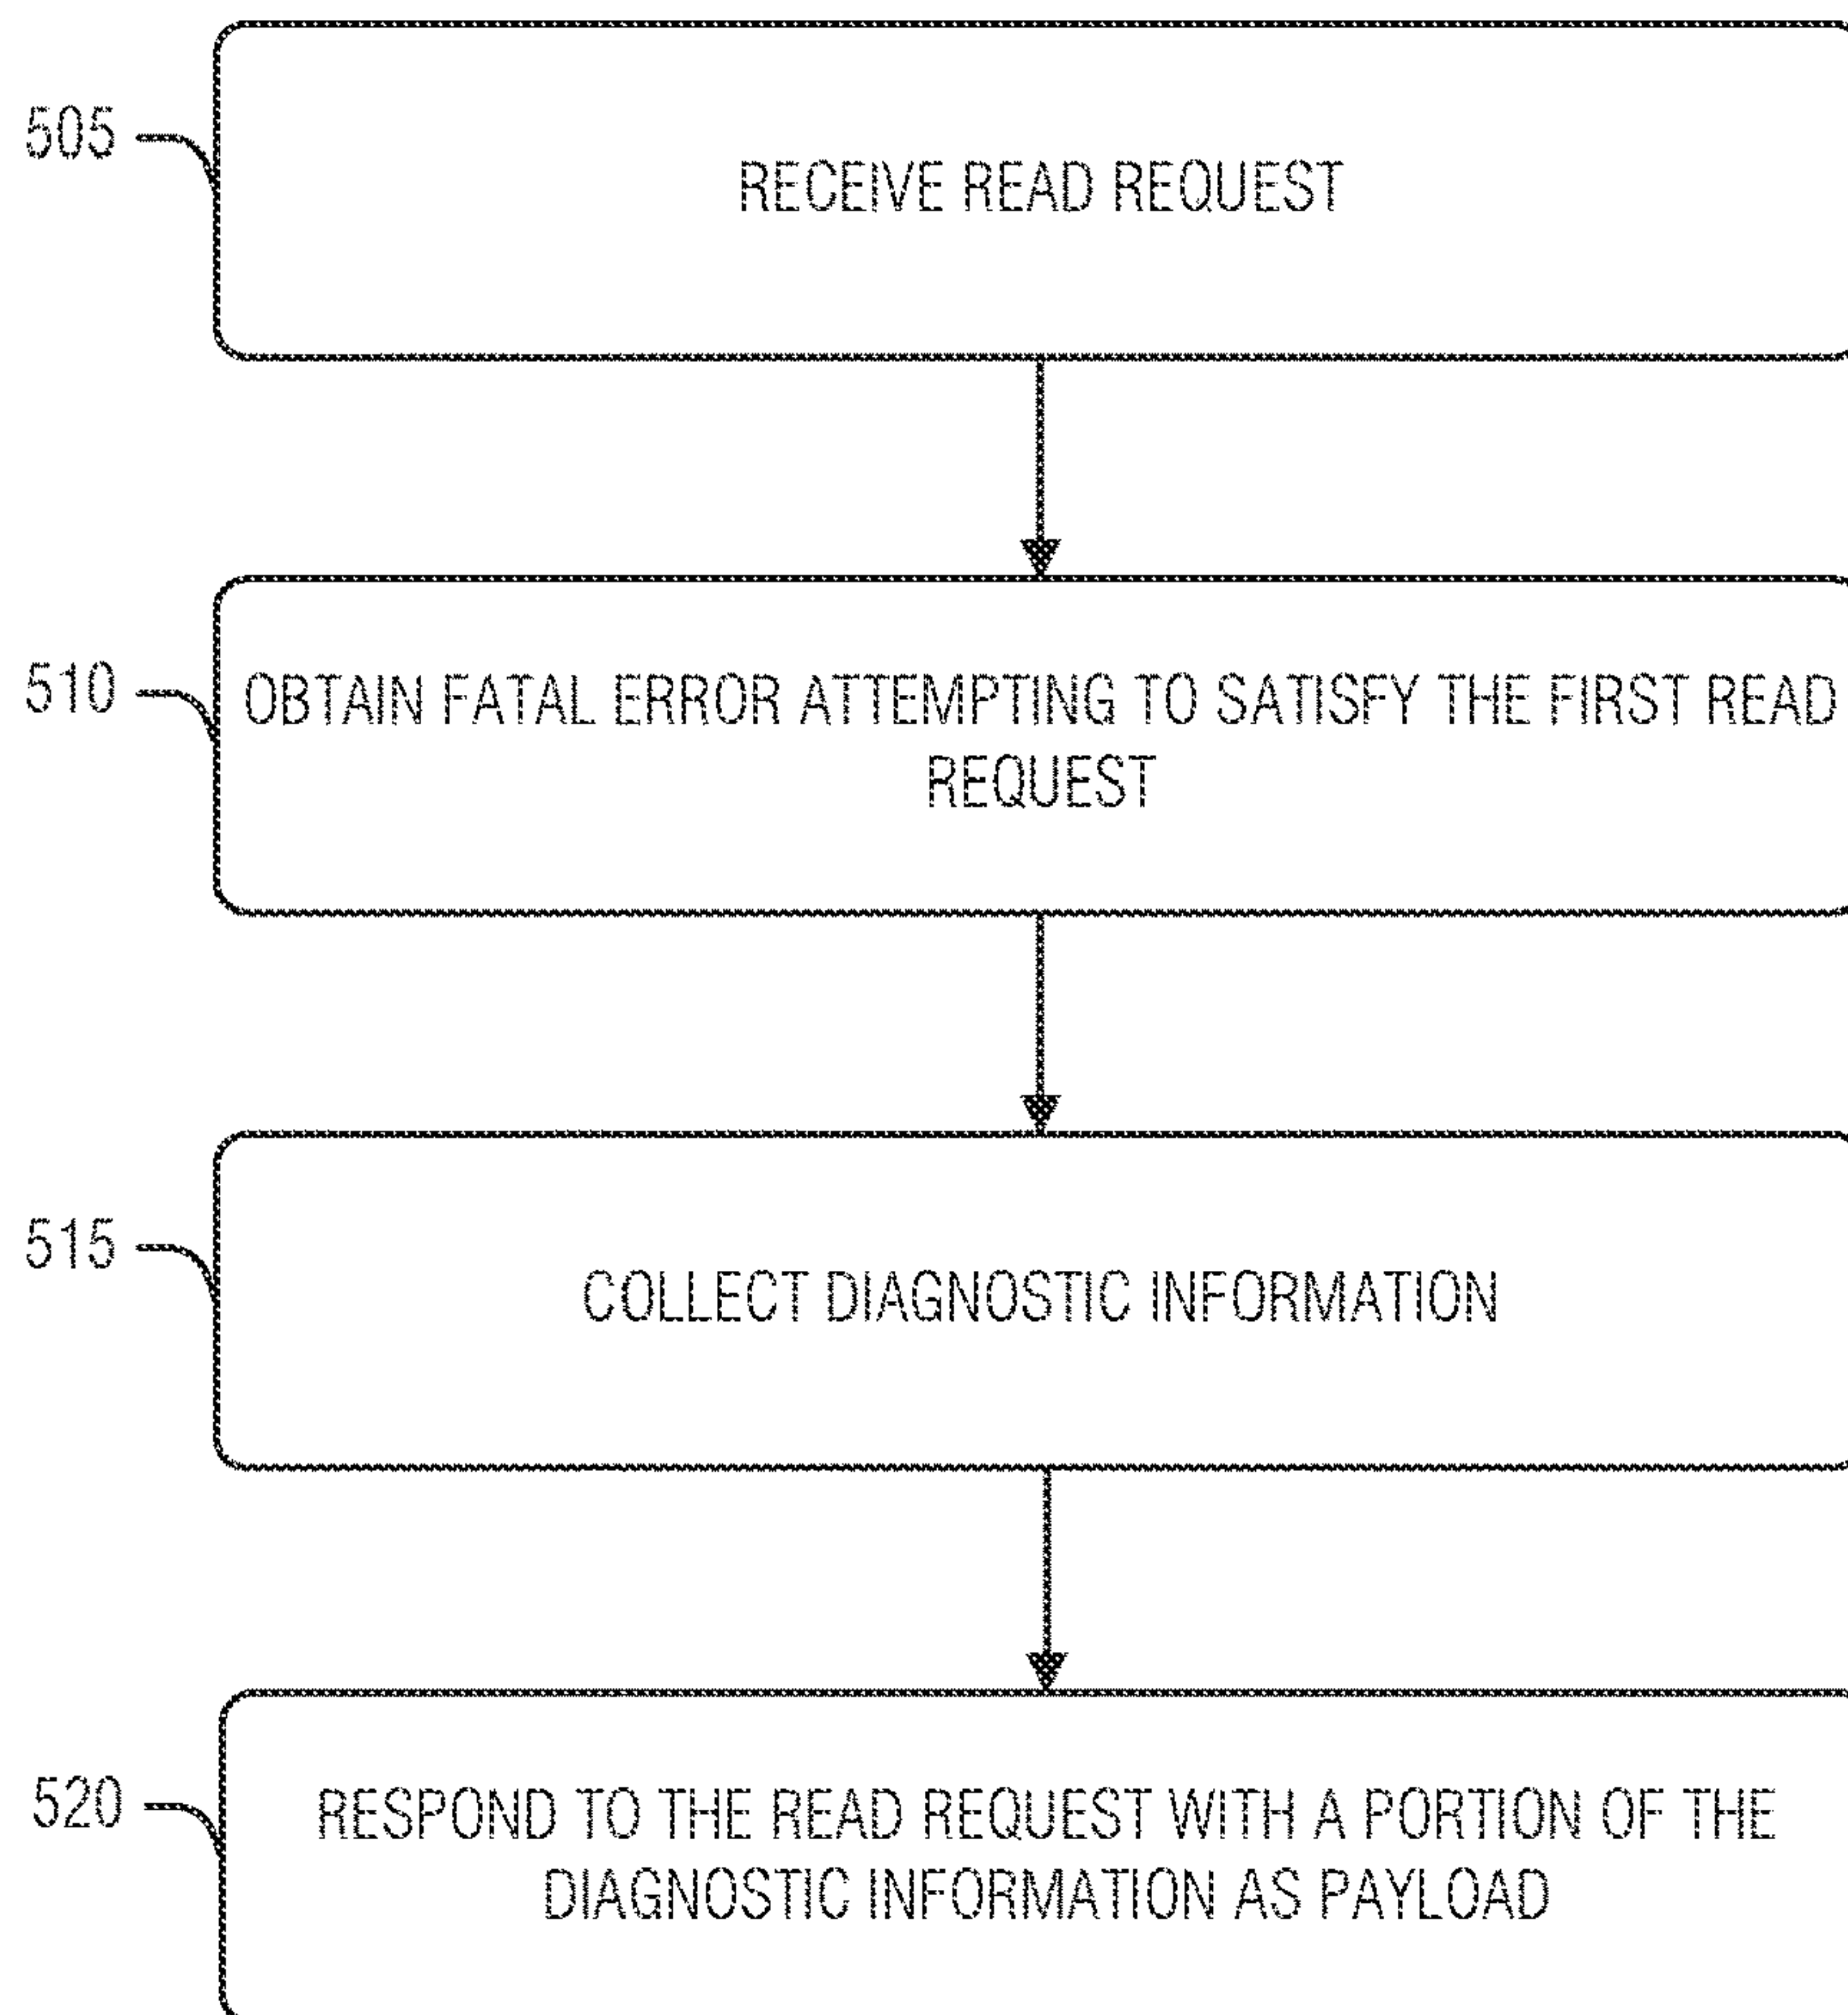 505
RECEIVE READ REQUEST
510
OBTAIN FATAL ERROR ATTEMPTING TO SATISFY THE FIRST READ
REQUEST
515
COLLECT DIAGNOSTIC INFORMATION
520
RESPOND TO THE READ REQUEST WITH A PORTION OF THE
DIAGNOSTIC INFORMATION AS PAYLOAD